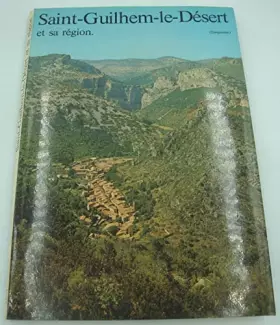 Saint-Guilhem-le-Désert
et sa région.